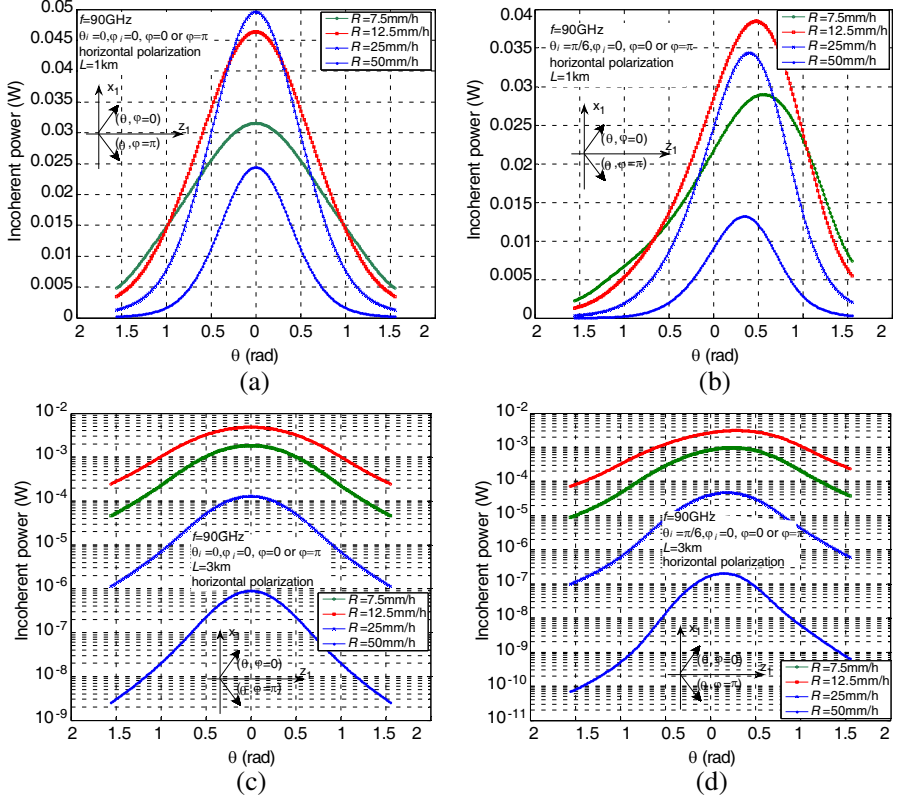 f=90GHz
θi=0,φi=0, φ=0 or φ=π
horizontal polarization
L=1km
R=7.5mm/h
R=12.5mm/h
R=25mm/h
R=50mm/h
x1
(θ,φ=0)
z1
(θ,φ=π)
Incoherent power (W)
0.05
0.045
0.04
0.035
0.03
0.025
0.02
0.015
0.01
0.005
0
2 1.5 1 0.5 0 0.5 1 1.5 2
θ (rad)
(a)
f=90GHz
θi=π/6,φi=0, φ=0 or φ=π
horizontal polarization
L=1km
R=7.5mm/h
R=12.5mm/h
R=25mm/h
R=50mm/h
x1
(θ,φ=0)
z1
(θ,φ=π)
Incoherent power (W)
0.04
0.035
0.03
0.025
0.02
0.015
0.01
0.005
0
2 1.5 1 0.5 0 0.5 1 1.5 2
θ (rad)
(b)
Incoherent power (W)
10-2
10-3
10-4
10-5
10-6
10-7
10-8
10-9
f=90GHz
θi=0,φi=0, φ=0 or φ=π
L=3km
horizontal polarization
R=7.5mm/h
R=12.5mm/h
R=25mm/h
R=50mm/h
x1
(θ,φ=0)
z1
(θ,φ=π)
2 1.5 1 0.5 0 0.5 1 1.5 2
θ (rad)
(c)
Incoherent power (W)
10-2
10-3
10-4
10-5
10-6
10-7
10-8
10-9
10-10
10-11
f=90GHz
θi=π/6,φi=0, φ=0 or φ=π
L=3km
horizontal polarization
x1
(θ,φ=0)
z1
(θ,φ=π)
R=7.5mm/h
R=12.5mm/h
R=25mm/h
R=50mm/h
2 1.5 1 0.5 0 0.5 1 1.5 2
θ (rad)
(d)